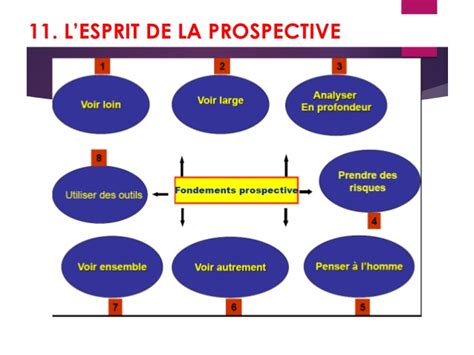 11. L’ESPRIT DE LA PROSPECTIVE
1
2
3
Voir loin
Voir large
Analyser
En profondeur
8
Utiliser des outils
Fondements prospective
Prendre des
risques
4
Voir ensemble
Voir autrement
Penser à l’homme
7
6
5